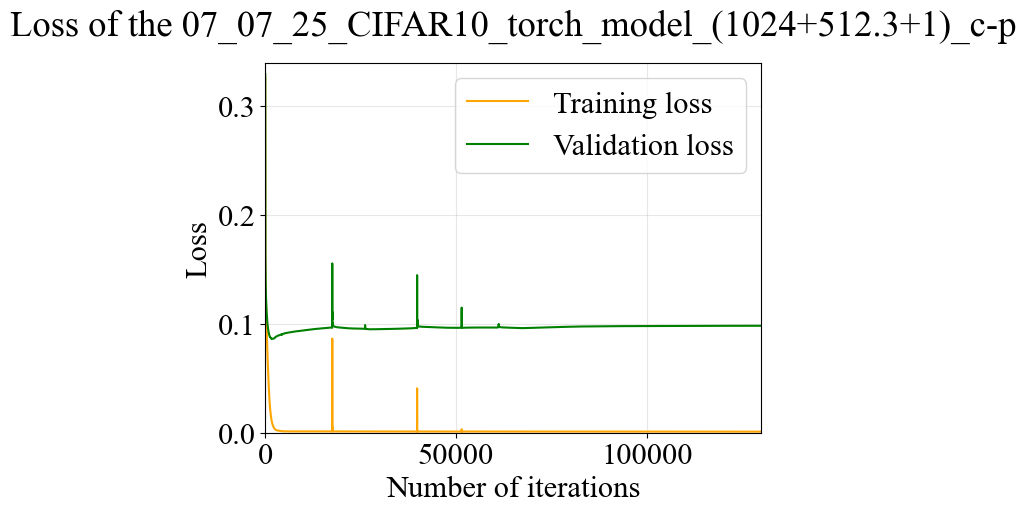 Loss of the 07_07_25_CIFAR10_torch_model_(1024+512.3+1)_c-p
Training loss
Validation loss
Loss
0.3
0.2
0.1
0.0
0
50000
100000
Number of iterations